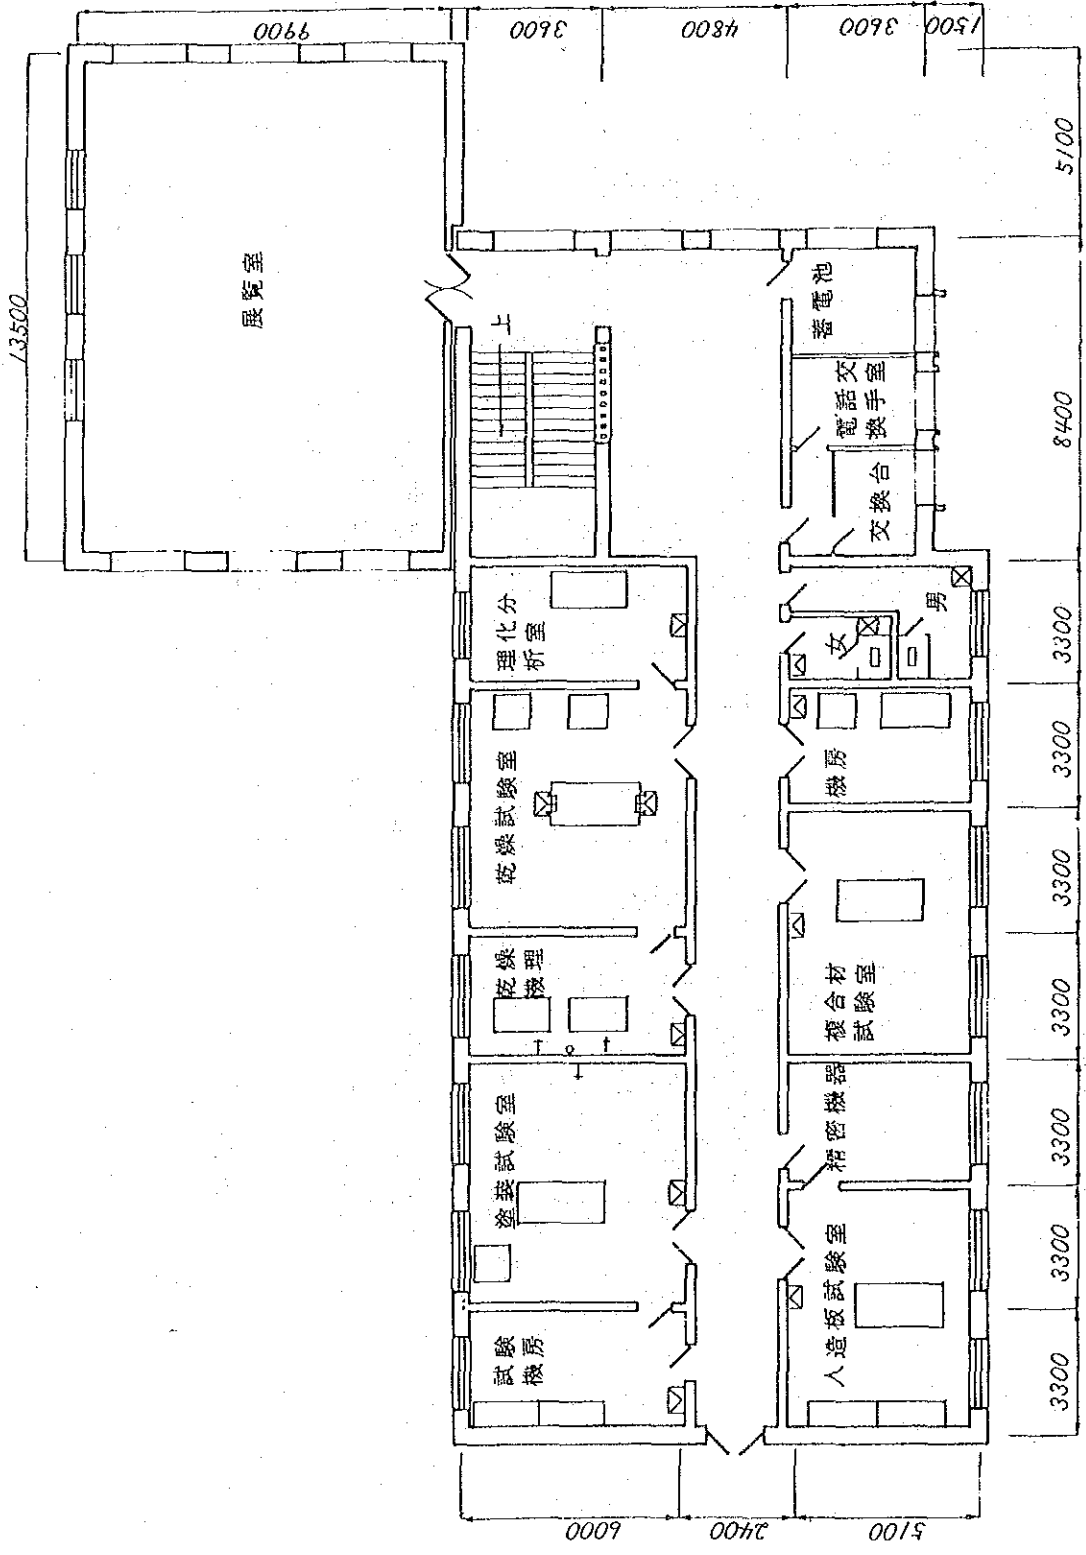 13500
9900
3600
4800
3600
1500
5100
8400
3300
3300
3300
3300
3300
3300
3300
6000
2400
5100
展覧室
上
蓄電池
電話交
換手室
交換台
理化分
析室
男
女
乾燥試験室
機房
乾燥
機理
複合材
試験室
塗装試験室
精密機器
試験
機房
人造板試験室